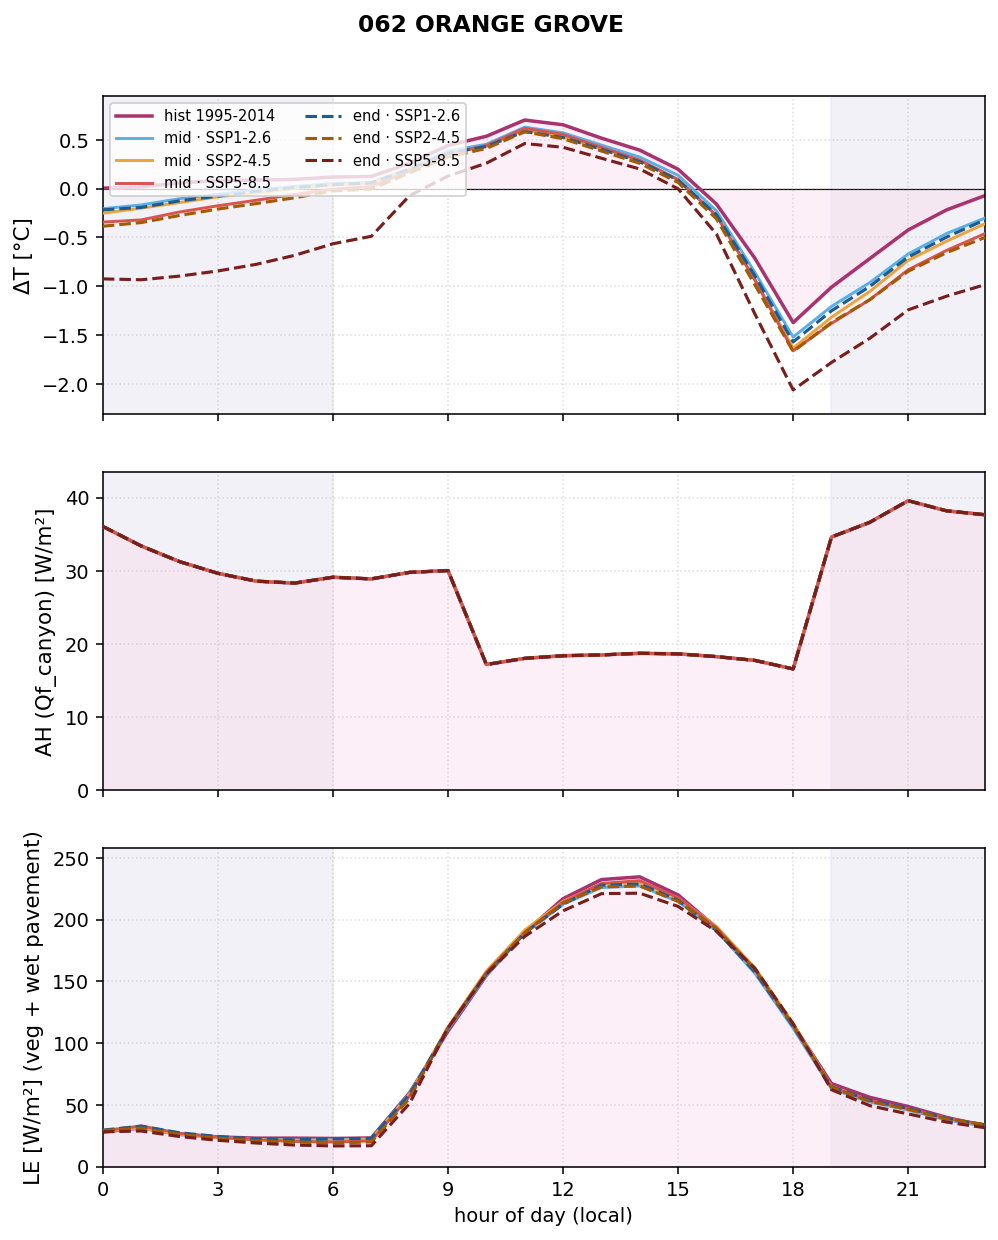 062 ORANGE GROVE
hist 1995-2014
mid · SSP1-2.6
mid · SSP2-4.5
mid · SSP5-8.5
end · SSP1-2.6
end · SSP2-4.5
end · SSP5-8.5
ΔT [°C]
0.5
0.0
−0.5
−1.0
−1.5
−2.0
AH (Qf_canyon) [W/m²]
40
30
20
10
0
LE [W/m²] (veg + wet pavement)
250
200
150
100
50
0
0 3 6 9 12 15 18 21
hour of day (local)